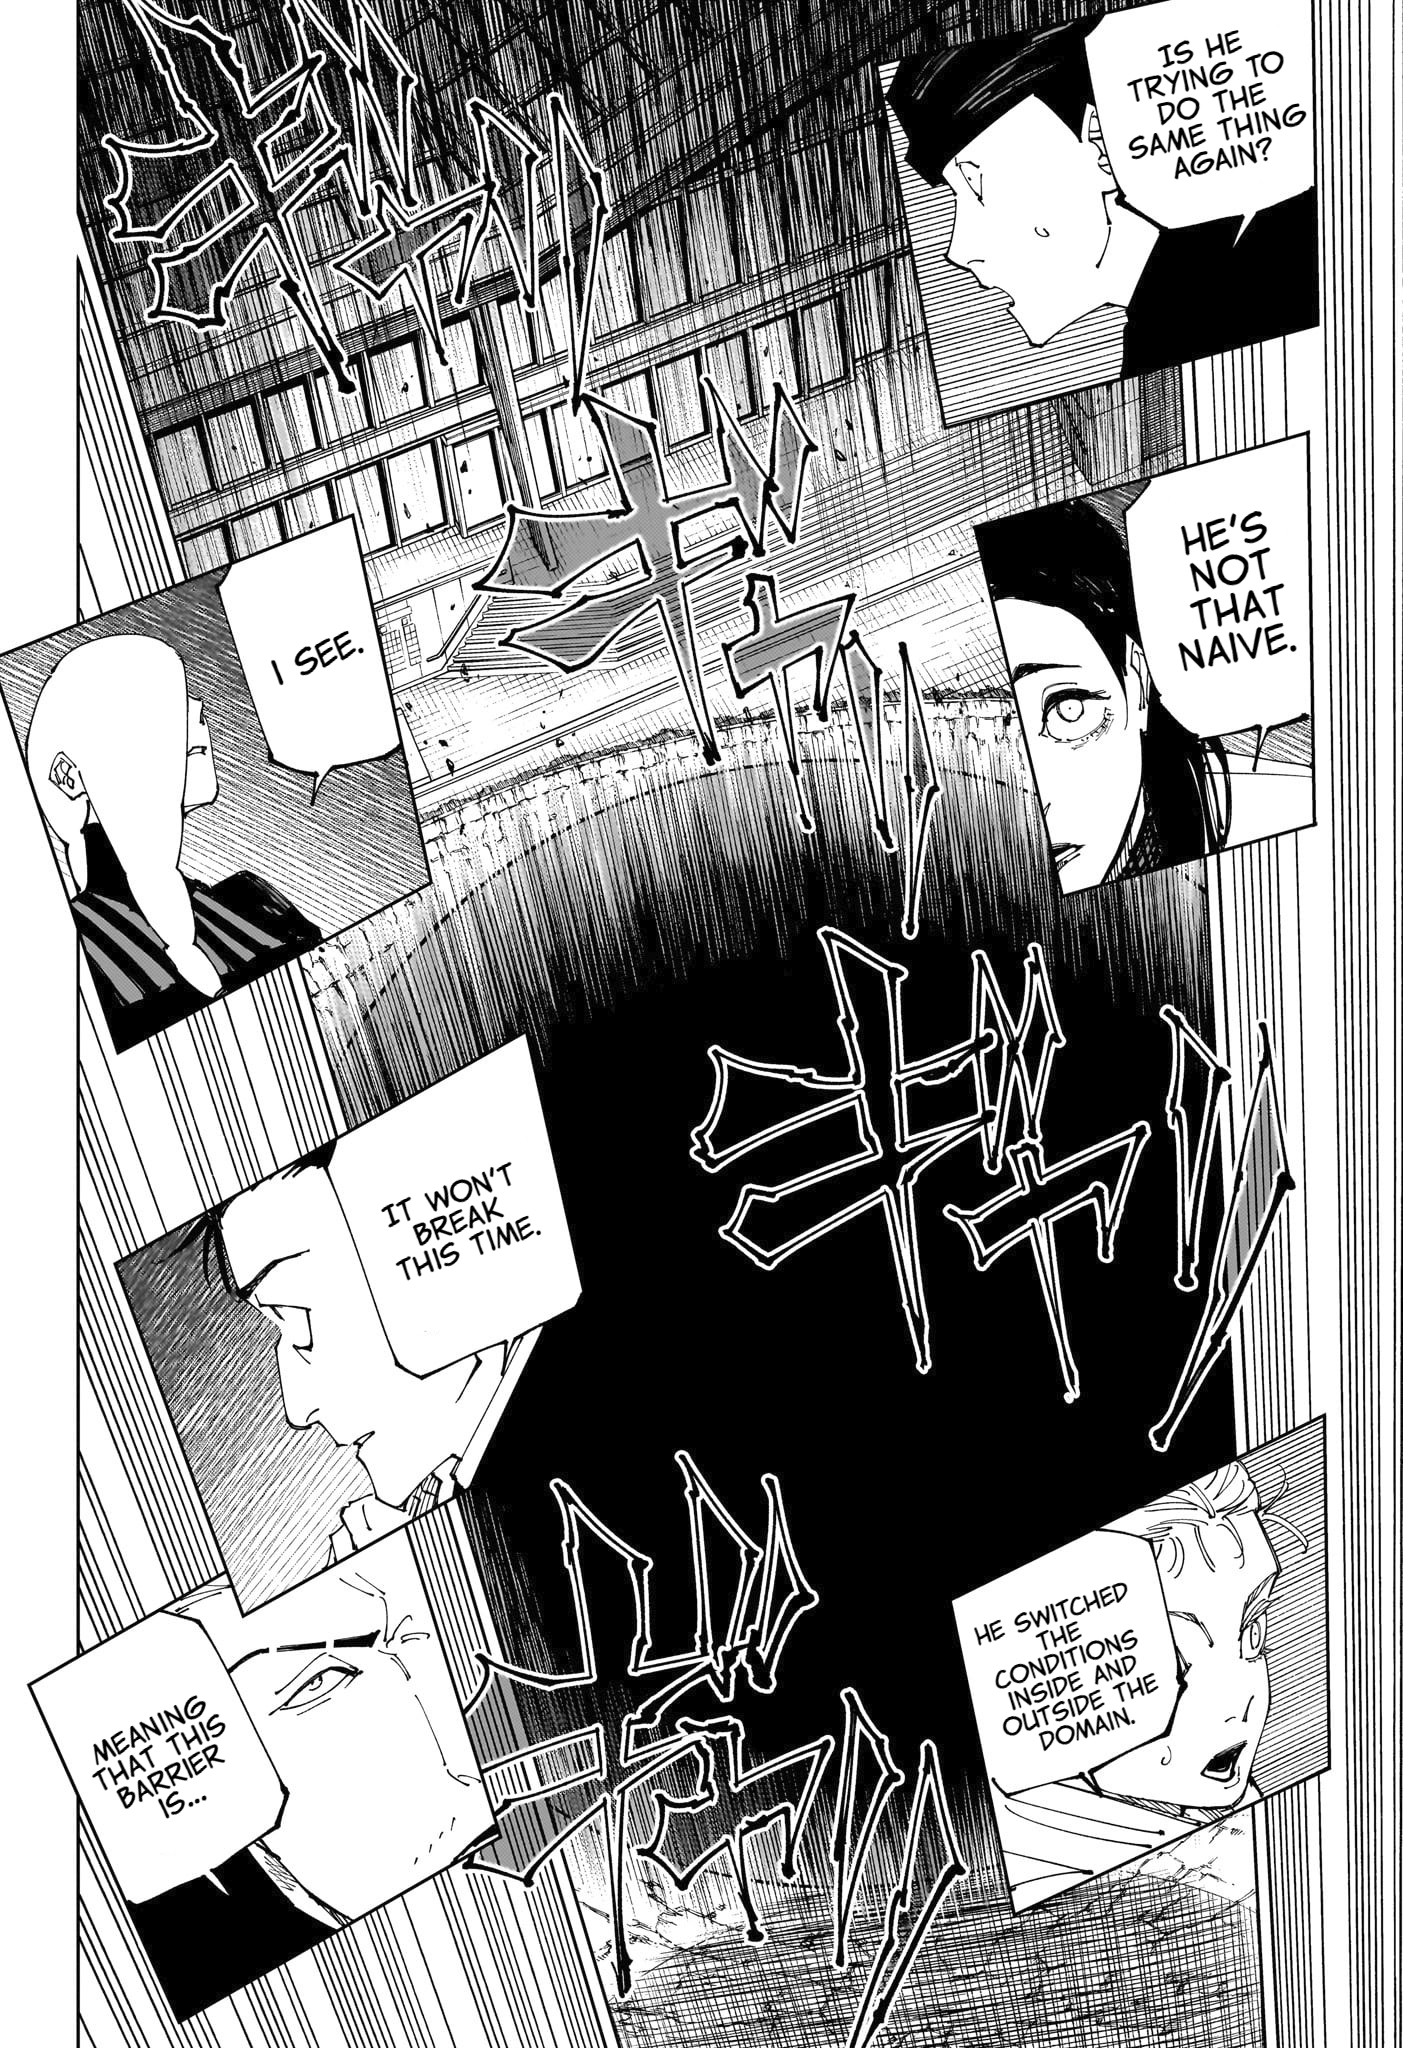 IS HE
TRYING TO
DO THE
SAME THING
AGAIN?
HE'S
NOT
THAT
NAIVE.
I SEE.
IT WON'T
BREAK
THIS TIME.
HE SWITCHED
THE
CONDITIONS
INSIDE AND
OUTSIDE THE
DOMAIN.
MEANING
THAT THIS
BARRIER
IS...